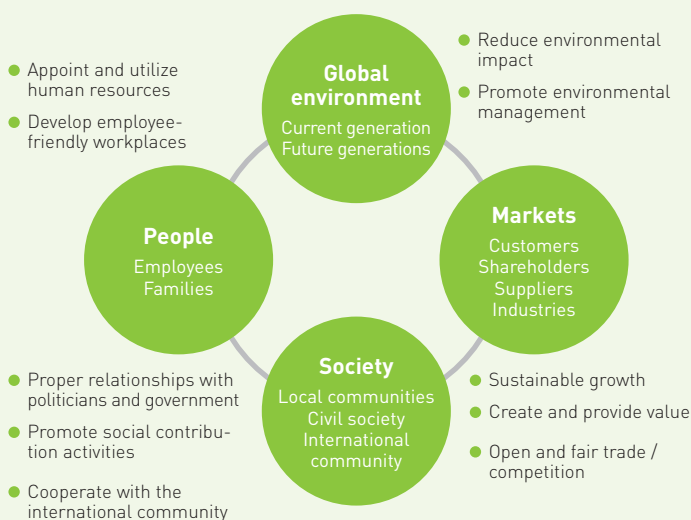 Appoint and utilize
human resources
Develop employee-
friendly workplaces
Global
environment
Current generation
Future generations
Reduce environmental
impact
Promote environmental
management
People
Employees
Families
Markets
Customers
Shareholders
Suppliers
Industries
Proper relationships with
politicians and government
Promote social contribu-
tion activities
Cooperate with the
international community
Society
Local communities
Civil society
International
community
Sustainable growth
Create and provide value
Open and fair trade /
competition